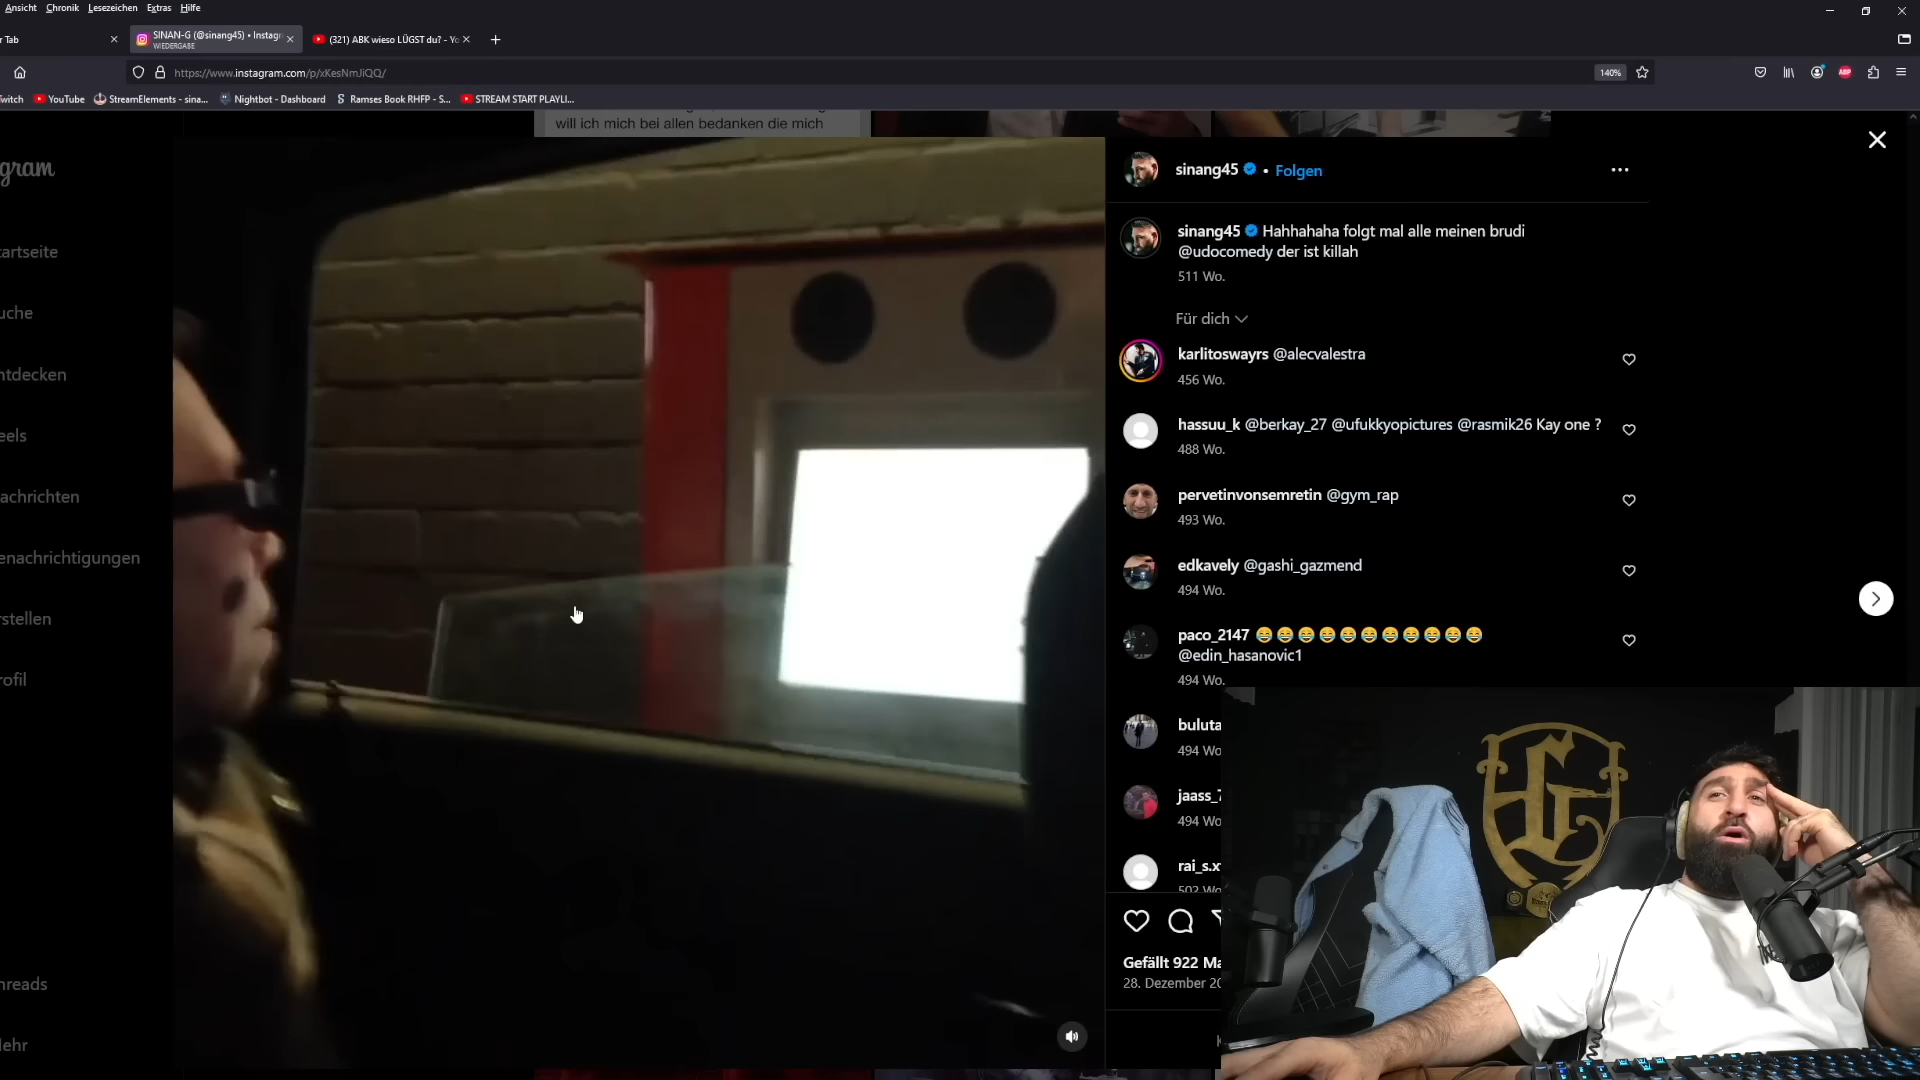 Ansicht Chronik Lesezeichen Extras Hilfe
r Tab
SINAN-G (@sinang45) • Instagr
WIEDERGABE
(321) ABK wieso LÜGST du? - Yo
https://www.instagram.com/p/xKesNmJiQQ/
140%
ABP
witch YouTube StreamElements - sina... Nightbot - Dashboard Ramses Book RHFP - S... STREAM START PLAYLI...
will ich mich bei allen bedanken die mich
gram
artseite
uche
ntdecken
eels
achrichten
enachrichtigungen
stellen
rofil
hreads
ehr
sinang45 • Folgen
sinang45 Hahhahaha folgt mal alle meinen brudi
@udocomedy der ist killah
511 Wo.
Für dich
karlitoswayrs @alecvalestra
456 Wo.
hassuu_k @berkay_27 @ufukkyopictures @rasmik26 Kay one ?
488 Wo.
pervetinvonsemretin @gym_rap
493 Wo.
edkavely @gashi_gazmend
494 Wo.
paco_2147 😂😂😂😂😂😂😂😂😂😂😂
@edin_hasanovic1
494 Wo.
buluta
494 Wo
jaass_7
494 Wo
rai_s.x
502 Wo
Gefällt 922 Ma
28. Dezember 20